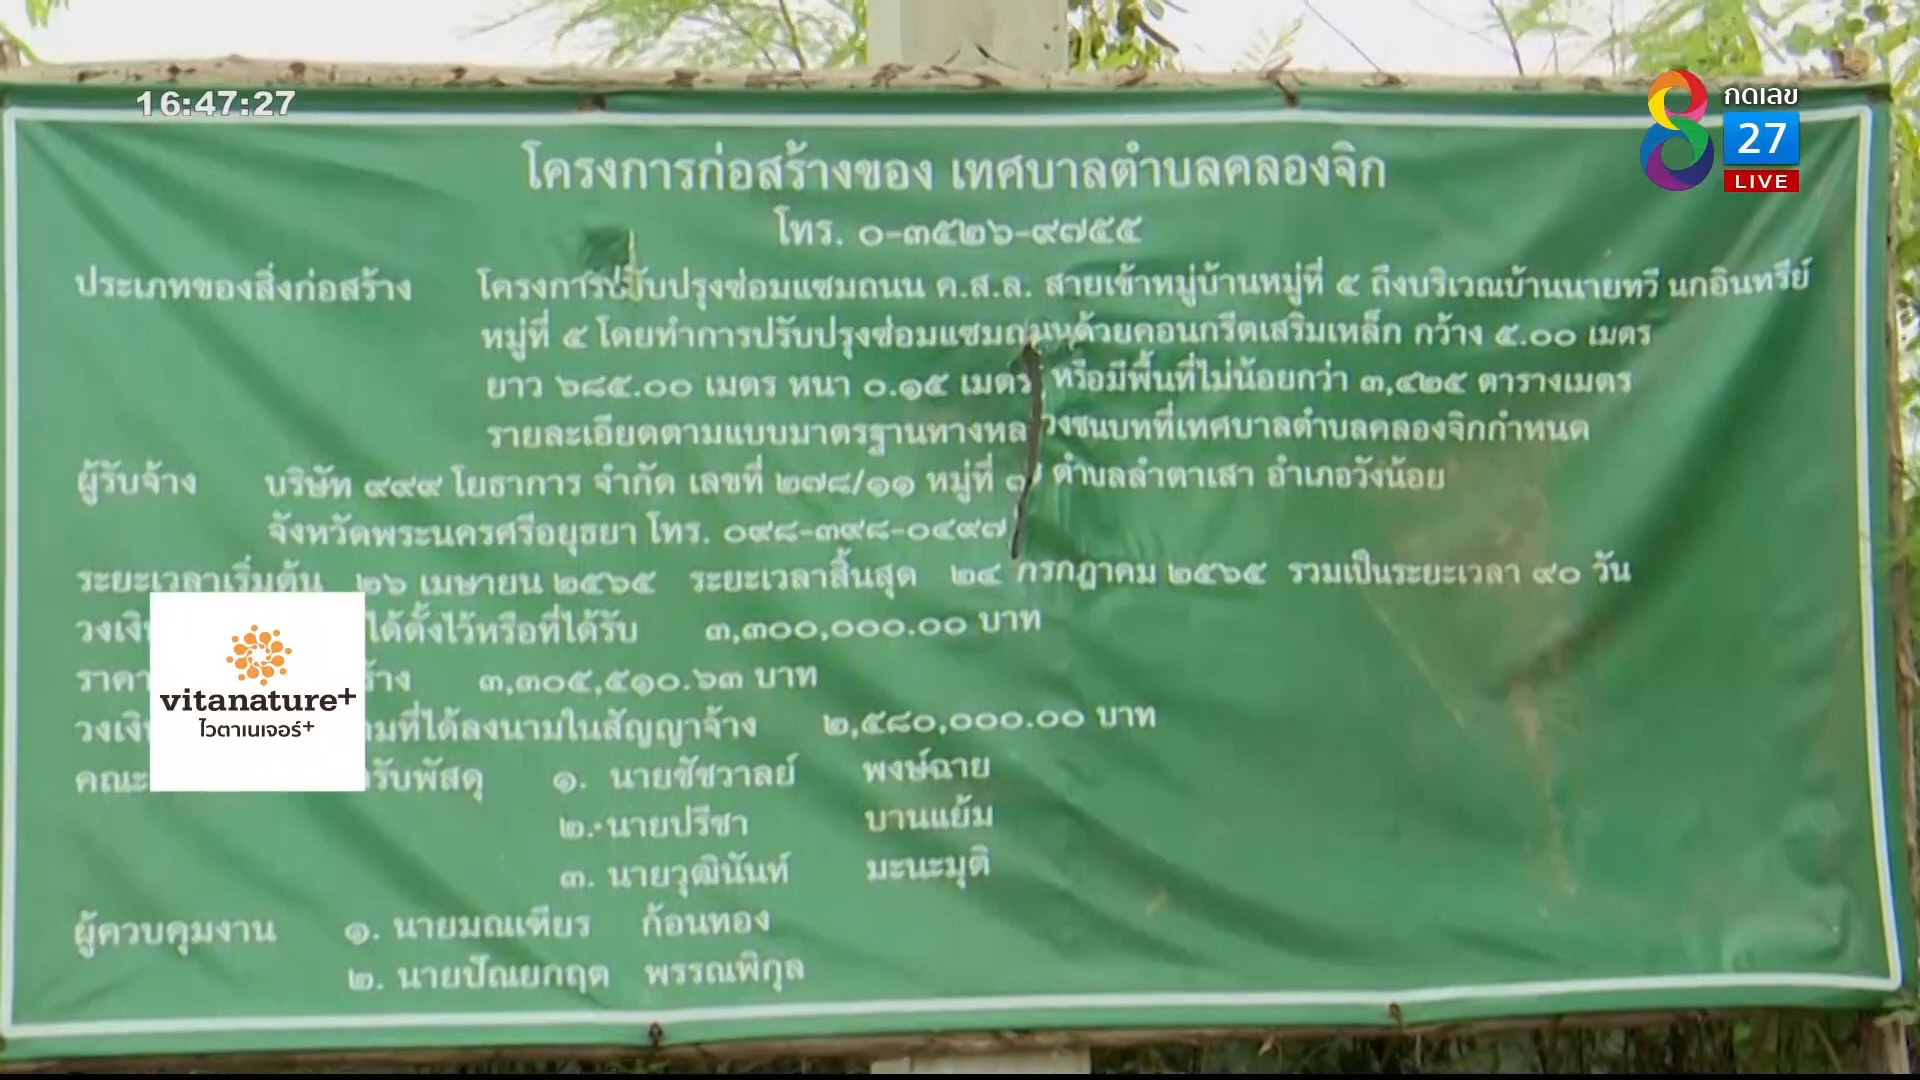 16:47:27
กดเลข
27
LIVE
โครงการก่อสร้างของ เทศบาลตำบลคลองจิก
โทร. ๐-๓๕๒๖-๙๗๕๕
ประเภทของสิ่งก่อสร้าง โครงการปรับปรุงซ่อมแซมถนน ค.ส.ล. สายเข้าหมู่บ้านหมู่ที่ ๕ ถึงบริเวณบ้านนายทวี นกอินทรีย์
หมู่ที่ ๕ โดยทำการปรับปรุงซ่อมแซมถนนด้วยคอนกรีตเสริมเหล็ก กว้าง ๕.๐๐ เมตร
ยาว ๖๘๕.๐๐ เมตร หนา ๐.๑๕ เมตร หรือมีพื้นที่ไม่น้อยกว่า ๓,๔๒๕ ตารางเมตร
รายละเอียดตามแบบมาตรฐานทางหลวงชนบทที่เทศบาลตำบลคลองจิกกำหนด
ผู้รับจ้าง บริษัท ๙๙๙ โยธาการ จำกัด เลขที่ ๒๗๘/๑๑ หมู่ที่ ๗ ตำบลลำตาเสา อำเภอวังน้อย
จังหวัดพระนครศรีอยุธยา โทร. ๐๙๘-๓๙๘-๐๔๙๗
ระยะเวลาเริ่มต้น ๒๖ เมษายน ๒๕๖๕ ระยะเวลาสิ้นสุด ๒๔ กรกฎาคม ๒๕๖๕ รวมเป็นระยะเวลา ๙๐ วัน
วงเงิ ได้ตั้งไว้หรือที่ได้รับ ๓,๓๐๐,๐๐๐.๐๐ บาท
ราคา ร้าง ๓,๓๐๕,๕๑๐.๖๓ บาท
วงเงิ มที่ได้ลงนามในสัญญาจ้าง ๒,๕๘๐,๐๐๐.๐๐ บาท
คณะ รับพัสดุ ๑. นายชัชวาลย์ พงษ์ฉาย
๒. นายปรีชา บานแย้ม
๓. นายวุฒินันท์ มะนะมุติ
ผู้ควบคุมงาน ๑. นายมณเฑียร ก้อนทอง
๒. นายปัณยกฤต พรรณพิกุล
vitanature+
ไวตาเนเจอร์+